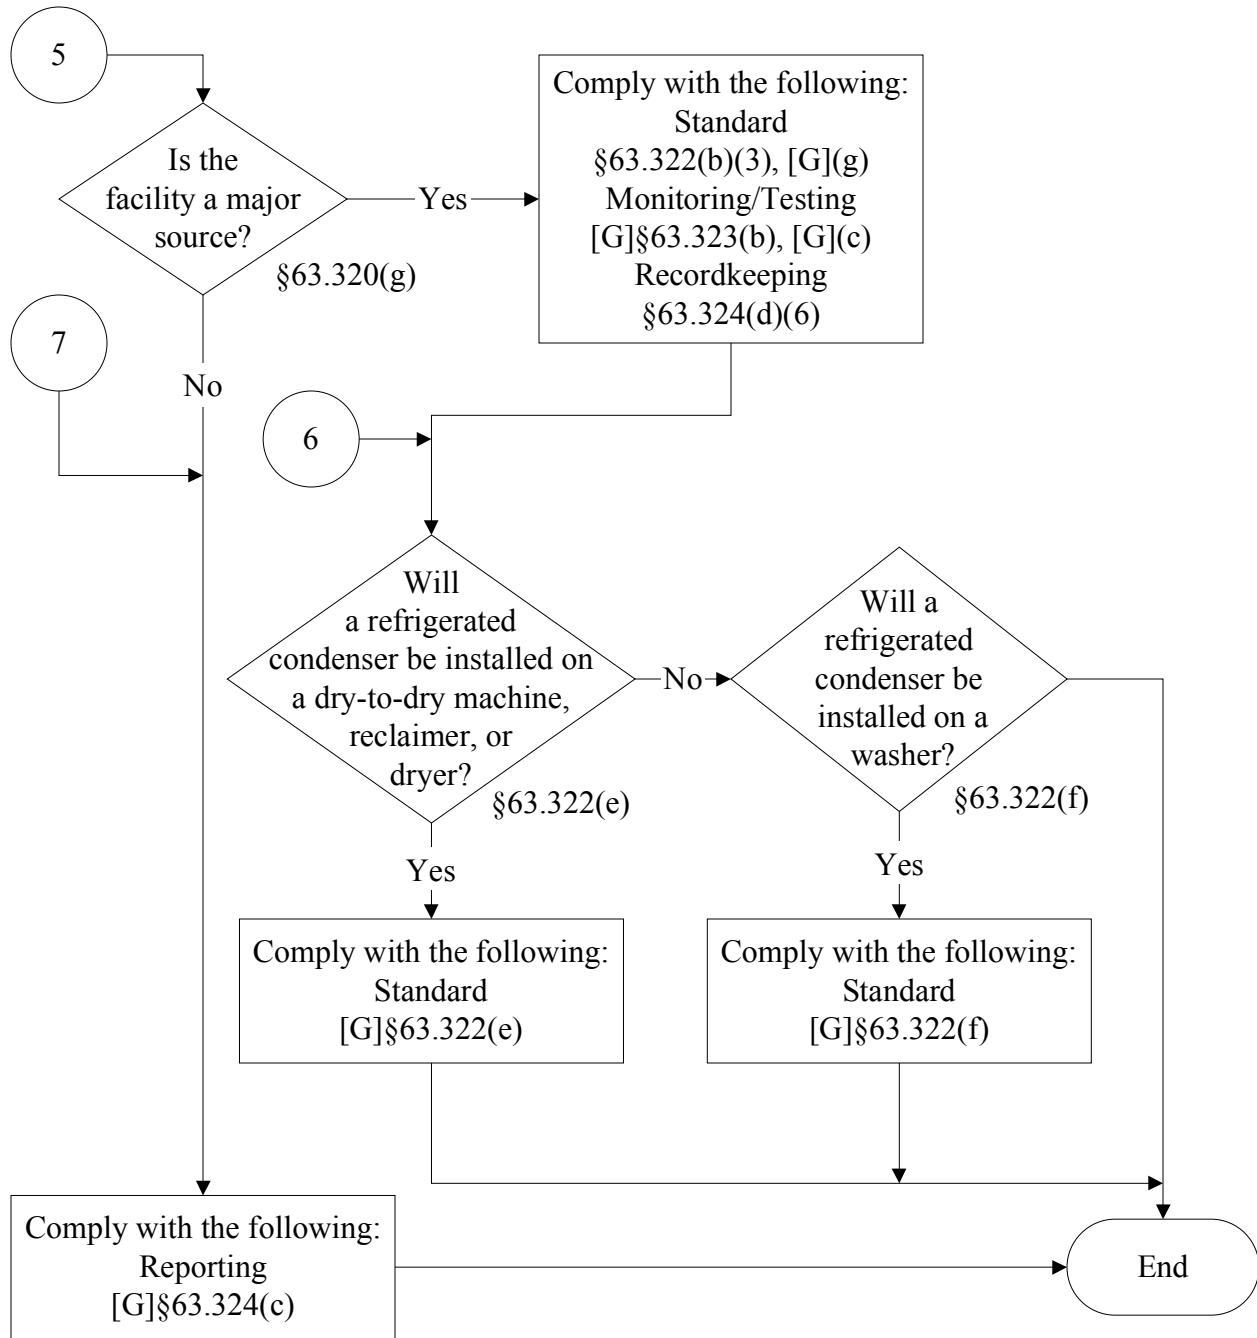 5
Is the
facility a major
source?
§63.320(g)
Yes
Comply with the following:
Standard
§63.322(b)(3), [G](g)
Monitoring/Testing
[G]§63.323(b), [G](c)
Recordkeeping
§63.324(d)(6)
7
No
6
Will
a refrigerated
condenser be installed on
a dry-to-dry machine,
reclaimer, or
dryer?
§63.322(e)
No
Will a
refrigerated
condenser be
installed on a
washer?
§63.322(f)
Yes
Yes
Comply with the following:
Standard
[G]§63.322(e)
Comply with the following:
Standard
[G]§63.322(f)
Comply with the following:
Reporting
[G]§63.324(c)
End